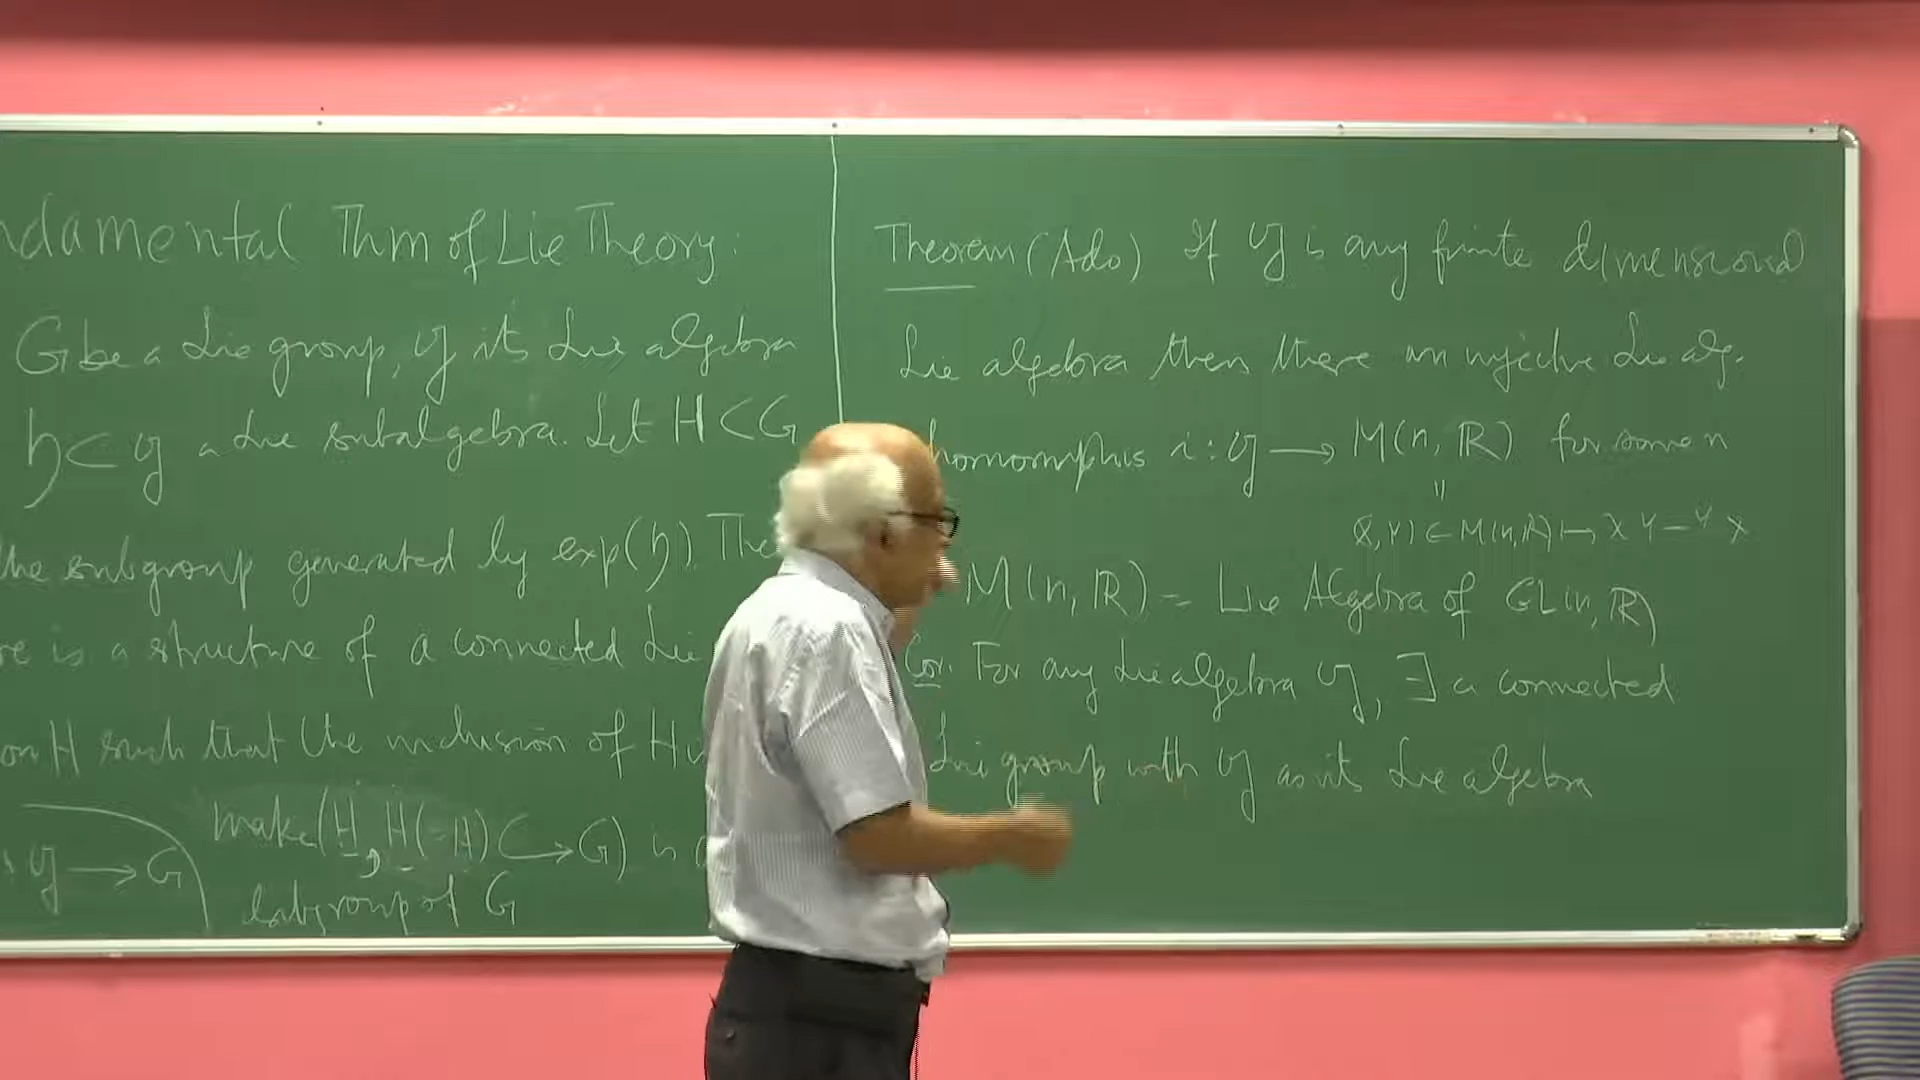 ndamental Thm of Lie Theory:
G be a Lie group, 𝔤 its Lie algebra
𝔥 ⊂ 𝔤 a Lie subalgebra. Let H ⊂ G
the subgroup generated by exp(𝔥). The
re is a structure of a connected Lie
on H such that the inclusion of H
make (H, H(=H) ↪ G) is a
𝔤 → G
subgroup of G
Theorem (Ado) If 𝔤 is any finite dimensional
Lie algebra then there an injective Lie alg.
homomorphis i: 𝔤 → M(n, ℝ) for some n
"
(X,Y) ∈ M(n,ℝ) ↦ XY - YX
M(n, ℝ) = Lie Algebra of GL(n, ℝ)
Cor. For any Lie algebra 𝔤, ∃ a connected
Lie group with 𝔤 as its Lie algebra